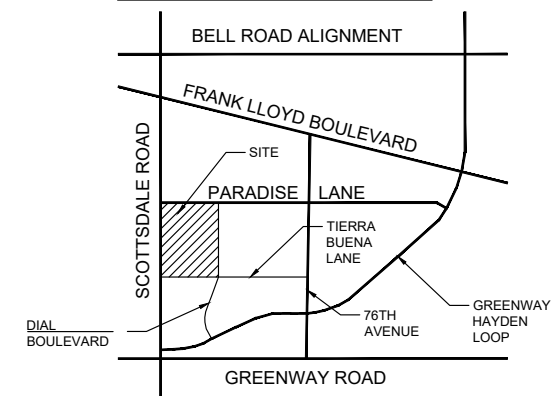 BELL ROAD ALIGNMENT
FRANK LLOYD BOULEVARD
SCOTTSDALE ROAD
SITE
PARADISE LANE
TIERRA
BUENA
LANE
DIAL
BOULEVARD
76TH
AVENUE
GREENWAY
HAYDEN
LOOP
GREENWAY ROAD